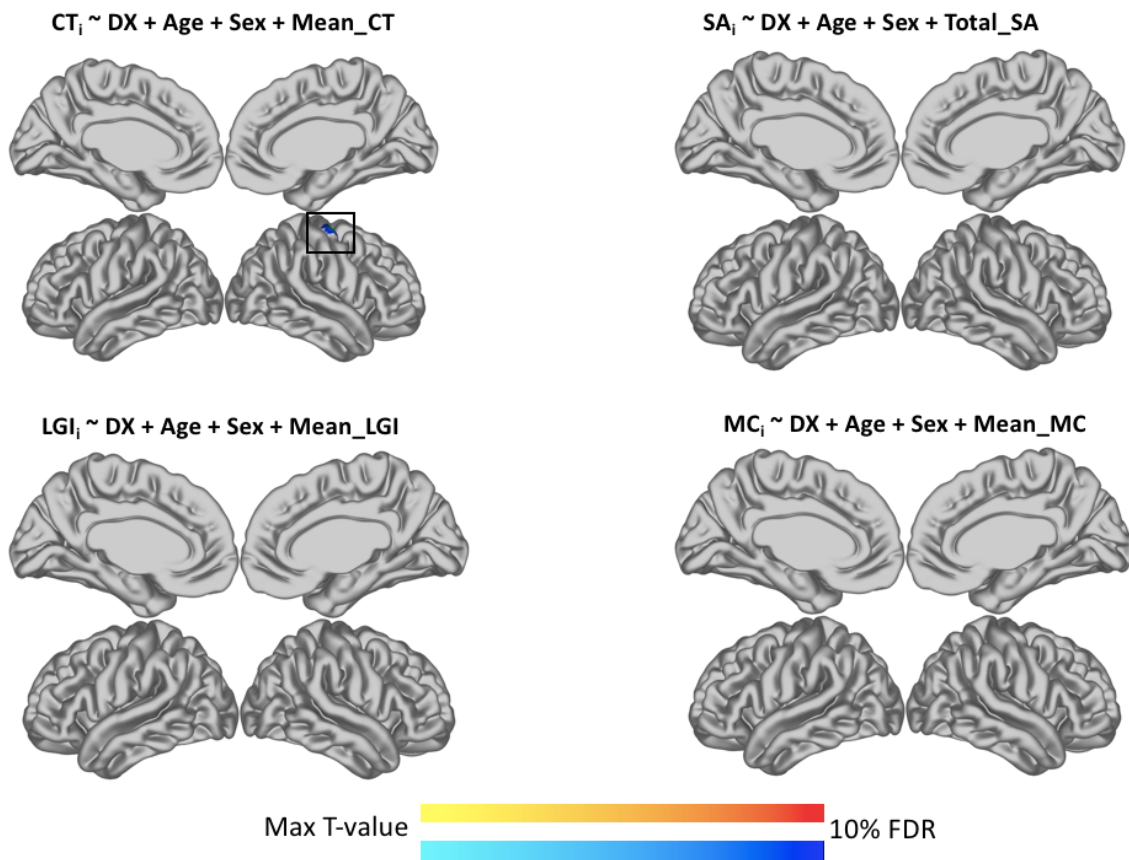 CTi ~ DX + Age + Sex + Mean_CT
SAi ~ DX + Age + Sex + Total_SA
LGIi ~ DX + Age + Sex + Mean_LGI
MCi ~ DX + Age + Sex + Mean_MC
Max T-value
10% FDR